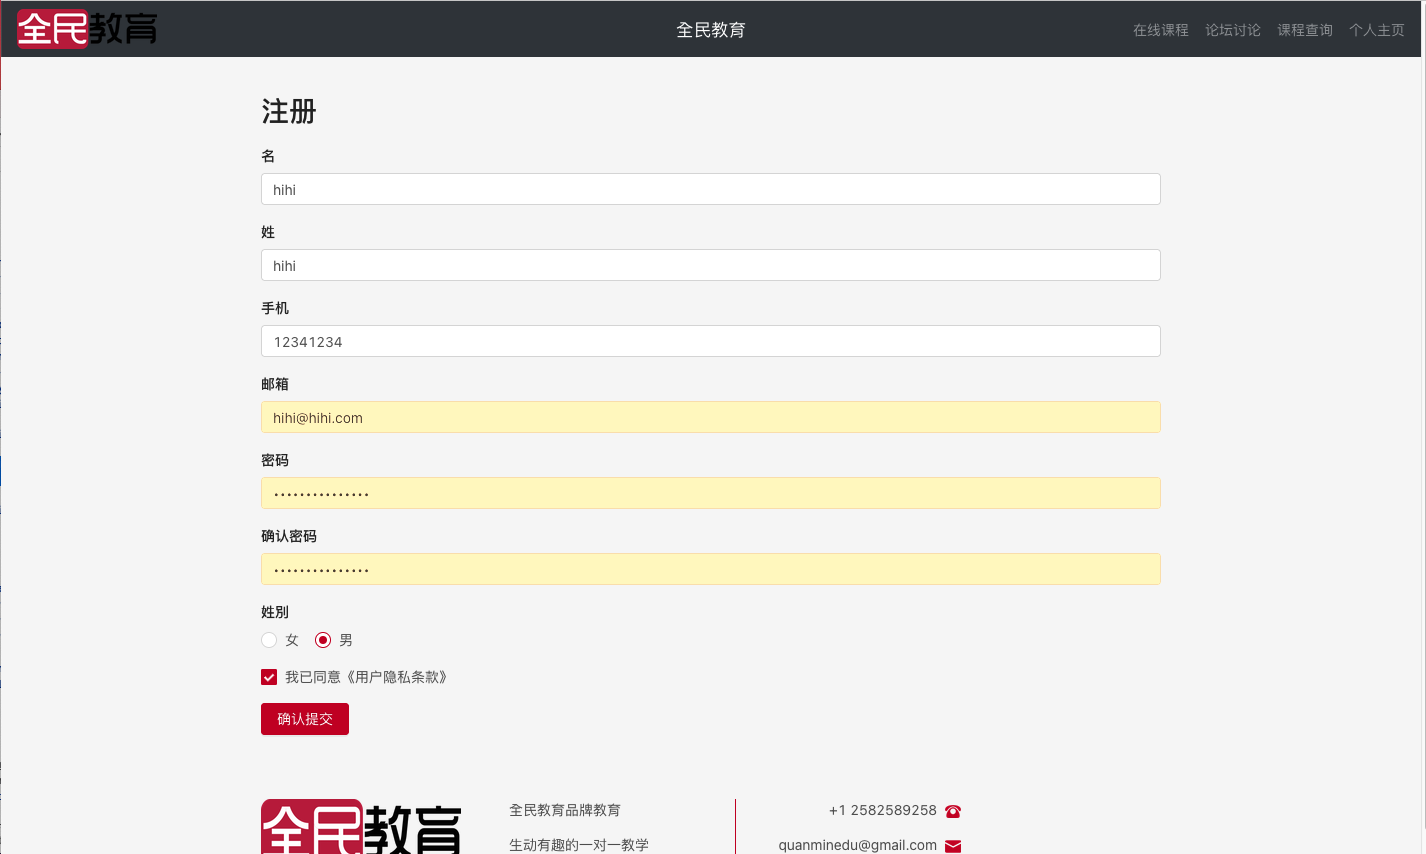 全民教育
全民教育
在线课程 论坛讨论 课程查询 个人主页
注册
名
hihi
姓
hihi
手机
12341234
邮箱
hihi@hihi.com
密码
•••••••••••••••
确认密码
•••••••••••••••
姓别
女 男
我已同意《用户隐私条款》
确认提交
全民教育
全民教育品牌教育
生动有趣的一对一教学
+1 2582589258
quanminedu@gmail.com